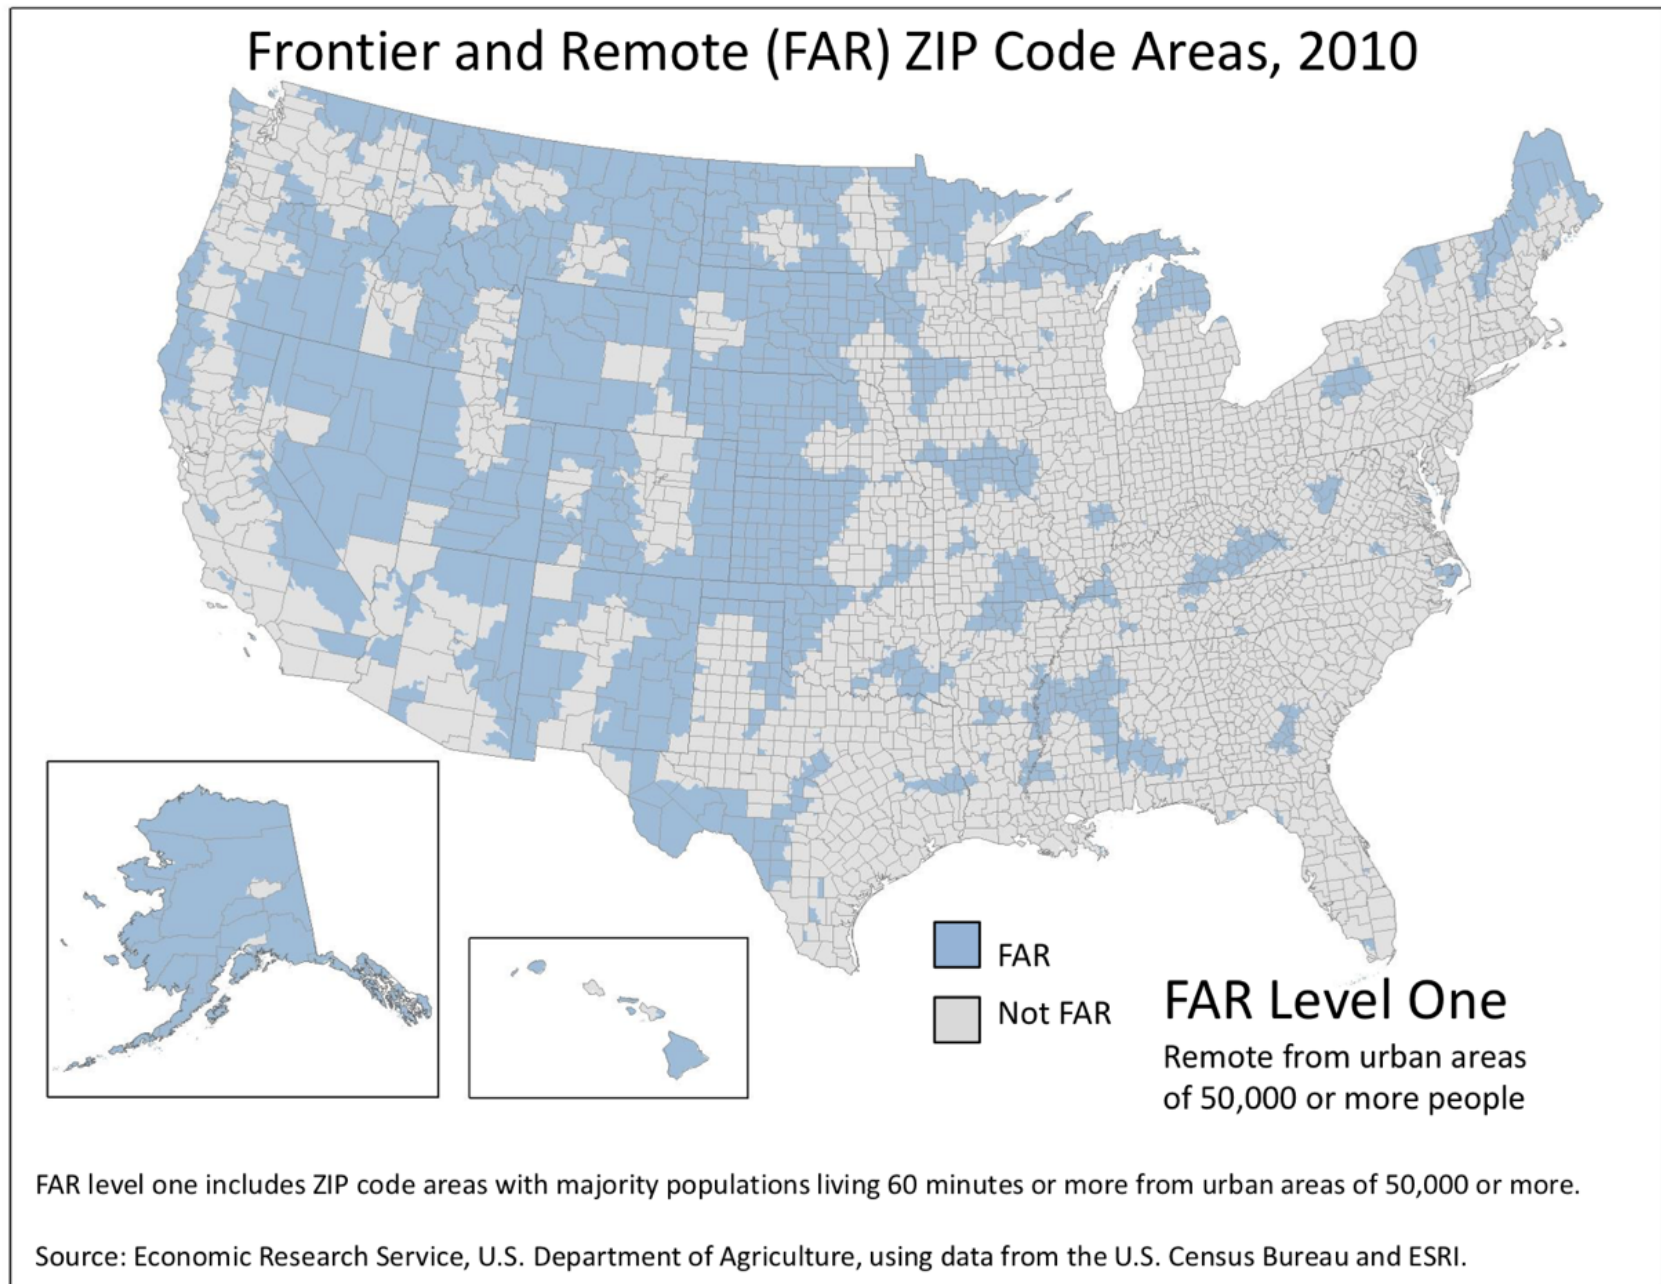 Frontier and Remote (FAR) ZIP Code Areas, 2010
FAR
Not FAR
FAR Level One
Remote from urban areas
of 50,000 or more people
FAR level one includes ZIP code areas with majority populations living 60 minutes or more from urban areas of 50,000 or more.
Source: Economic Research Service, U.S. Department of Agriculture, using data from the U.S. Census Bureau and ESRI.